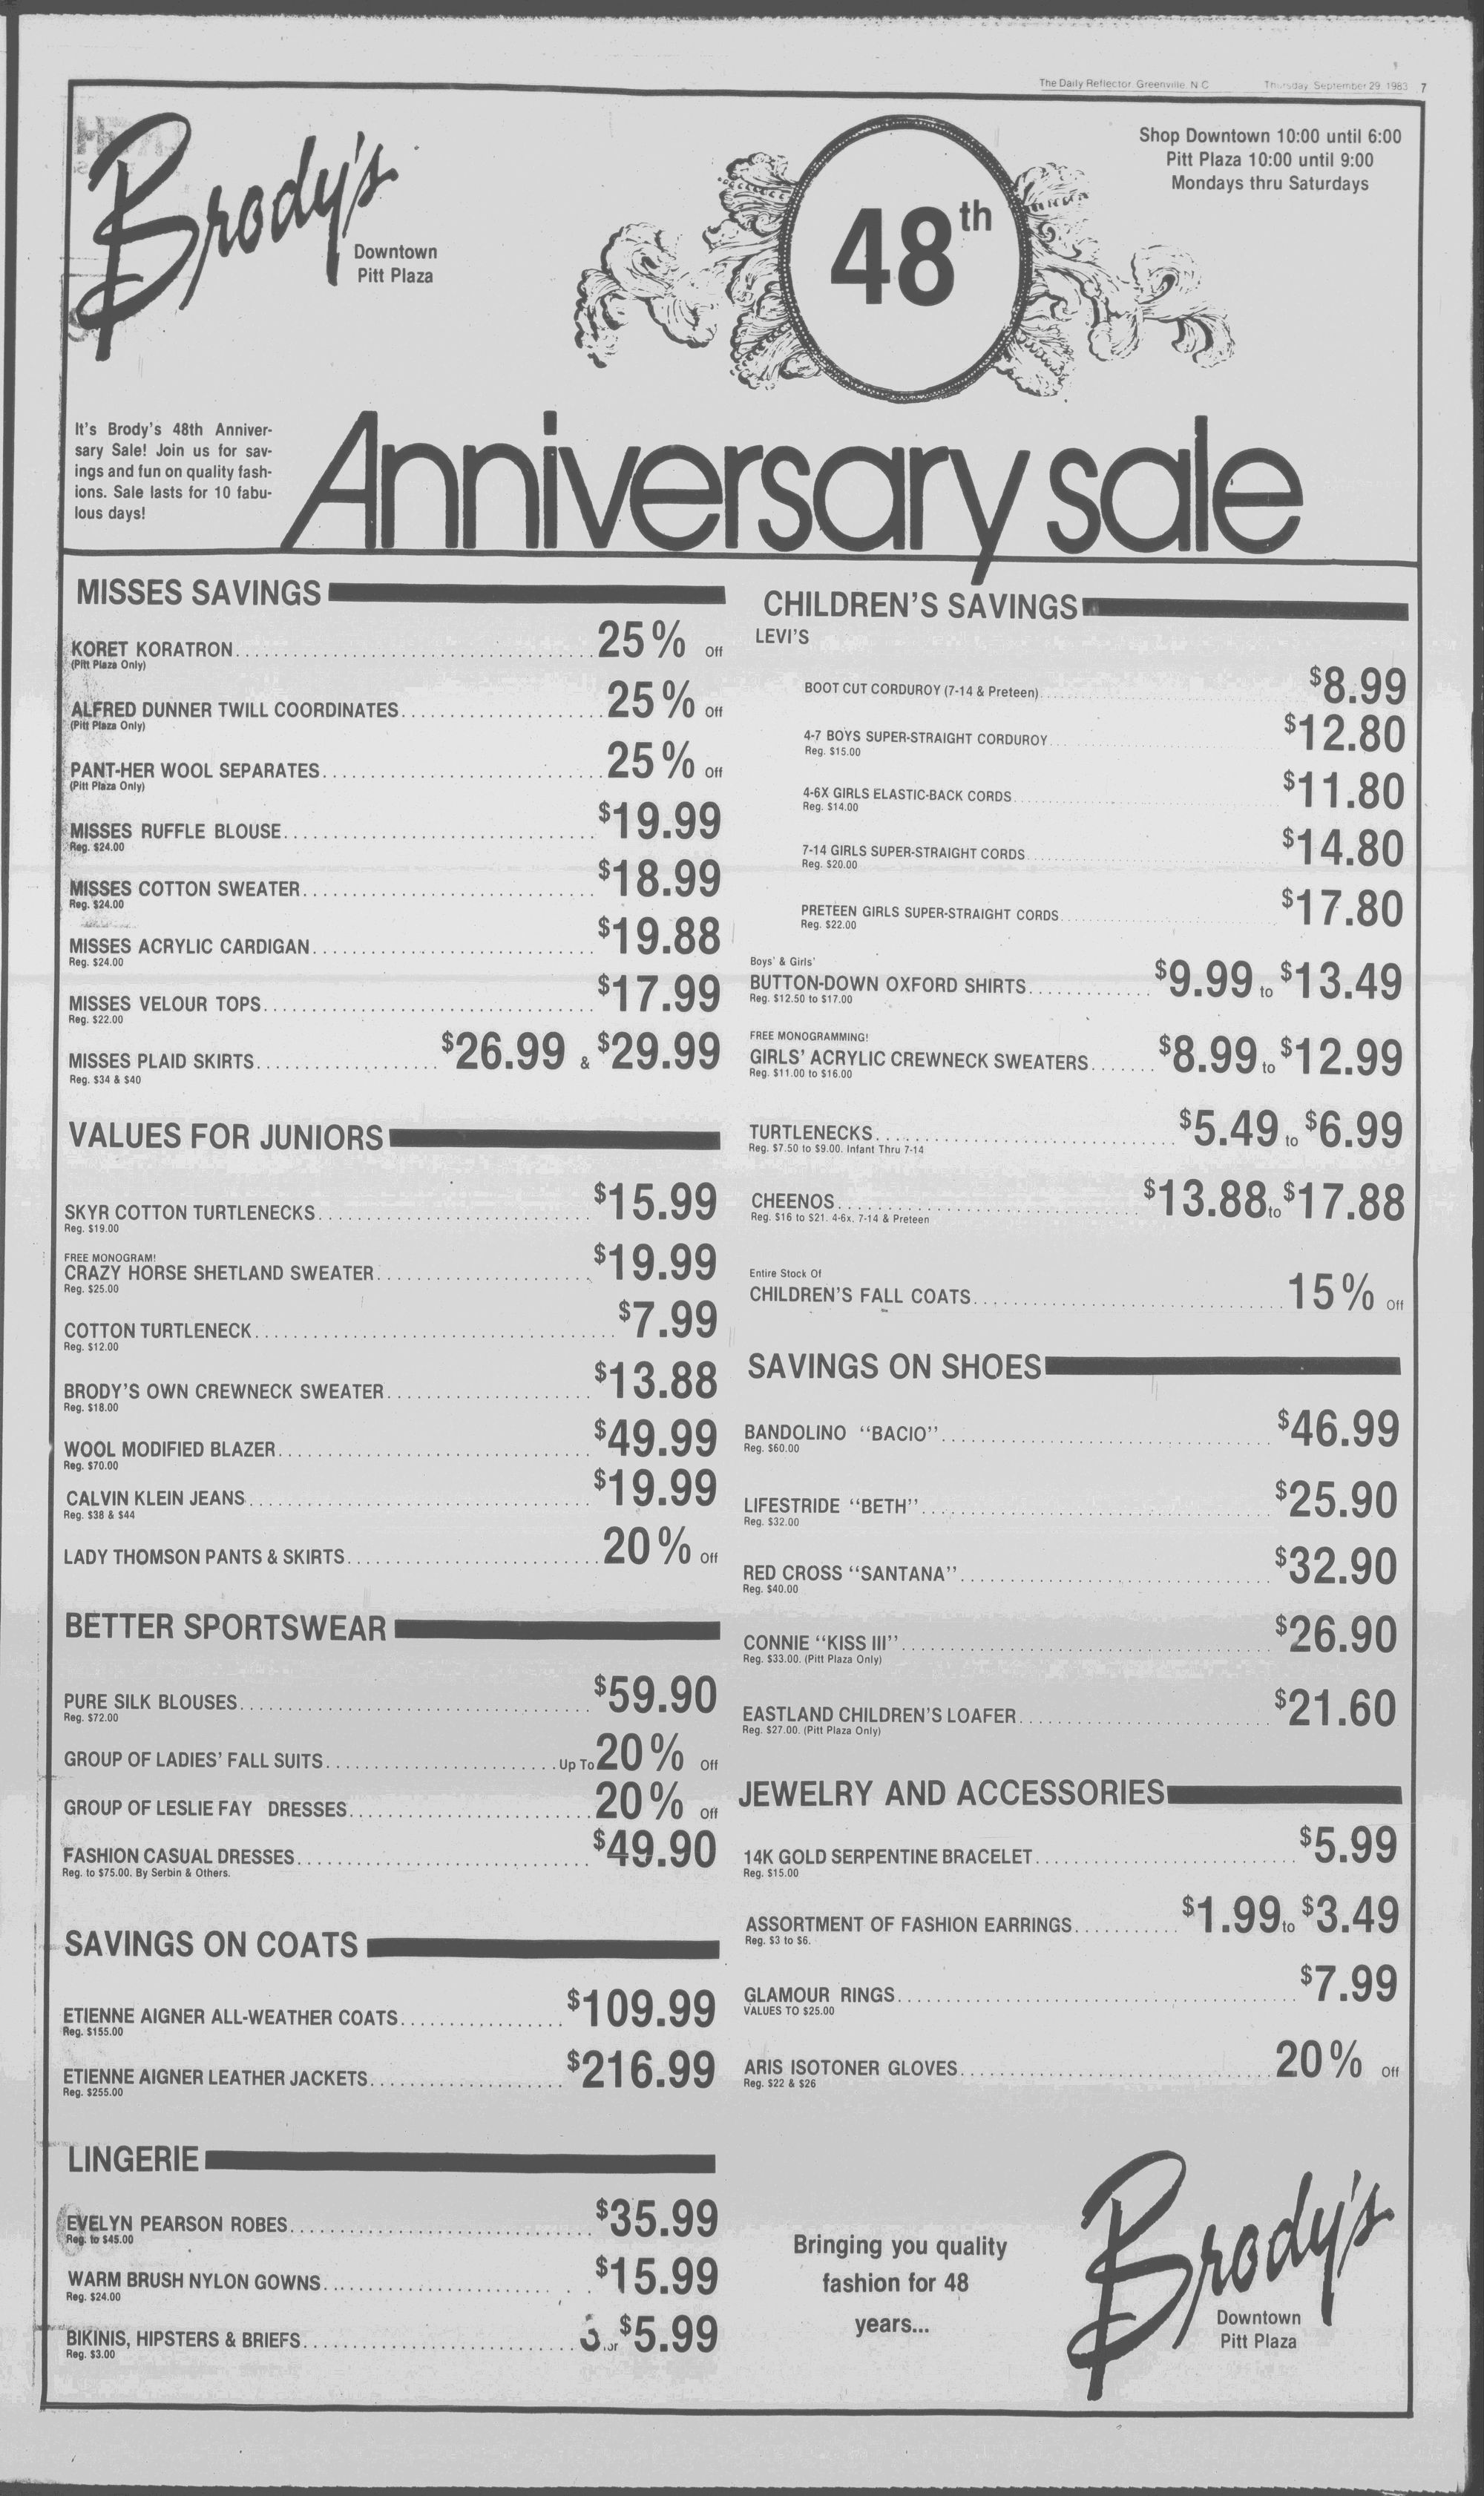 The Daily Reflector, Greenville, N.C. Thursday, September 29, 1983 7
Brody's
Downtown
Pitt Plaza
48th
Shop Downtown 10:00 until 6:00
Pitt Plaza 10:00 until 9:00
Mondays thru Saturdays
It's Brody's 48th Anniver-
sary Sale! Join us for sav-
ings and fun on quality fash-
ions. Sale lasts for 10 fabu-
lous days!
Anniversary sale
MISSES SAVINGS
KORET KORATRON 25% Off
(Pitt Plaza Only)
ALFRED DUNNER TWILL COORDINATES 25% Off
(Pitt Plaza Only)
PANT-HER WOOL SEPARATES 25% Off
(Pitt Plaza Only)
MISSES RUFFLE BLOUSE $19.99
Reg. $24.00
MISSES COTTON SWEATER $18.99
Reg. $24.00
MISSES ACRYLIC CARDIGAN $19.88
Reg. $24.00
MISSES VELOUR TOPS $17.99
Reg. $22.00
MISSES PLAID SKIRTS $26.99 & $29.99
Reg. $34 & $40
VALUES FOR JUNIORS
SKYR COTTON TURTLENECKS $15.99
Reg. $19.00
FREE MONOGRAM!
CRAZY HORSE SHETLAND SWEATER $19.99
Reg. $25.00
COTTON TURTLENECK $7.99
Reg. $12.00
BRODY'S OWN CREWNECK SWEATER $13.88
Reg. $18.00
WOOL MODIFIED BLAZER $49.99
Reg. $70.00
CALVIN KLEIN JEANS $19.99
Reg. $38 & $44
LADY THOMSON PANTS & SKIRTS 20% Off
BETTER SPORTSWEAR
PURE SILK BLOUSES $59.90
Reg. $72.00
GROUP OF LADIES' FALL SUITS Up To 20% Off
GROUP OF LESLIE FAY DRESSES 20% Off
FASHION CASUAL DRESSES $49.90
Reg. to $75.00. By Serbin & Others.
SAVINGS ON COATS
ETIENNE AIGNER ALL-WEATHER COATS $109.99
Reg. $155.00
ETIENNE AIGNER LEATHER JACKETS $216.99
Reg. $255.00
LINGERIE
EVELYN PEARSON ROBES $35.99
Reg. to $45.00
WARM BRUSH NYLON GOWNS $15.99
Reg. $24.00
BIKINIS, HIPSTERS & BRIEFS 3 for $5.99
Reg. $3.00
CHILDREN'S SAVINGS
LEVI'S
BOOT CUT CORDUROY (7-14 & Preteen) $8.99
4-7 BOYS SUPER-STRAIGHT CORDUROY $12.80
Reg. $15.00
4-6X GIRLS ELASTIC-BACK CORDS $11.80
Reg. $14.00
7-14 GIRLS SUPER-STRAIGHT CORDS $14.80
Reg. $20.00
PRETEEN GIRLS SUPER-STRAIGHT CORDS $17.80
Reg. $22.00
Boys' & Girls'
BUTTON-DOWN OXFORD SHIRTS $9.99 to $13.49
Reg. $12.50 to $17.00
FREE MONOGRAMMING!
GIRLS' ACRYLIC CREWNECK SWEATERS $8.99 to $12.99
Reg. $11.00 to $16.00
TURTLENECKS $5.49 to $6.99
Reg. $7.50 to $9.00. Infant Thru 7-14
CHEENOS $13.88 to $17.88
Reg. $16 to $21. 4-6x, 7-14 & Preteen
Entire Stock Of
CHILDREN'S FALL COATS 15% Off
SAVINGS ON SHOES
BANDOLINO "BACIO" $46.99
Reg. $60.00
LIFESTRIDE "BETH" $25.90
Reg. $32.00
RED CROSS "SANTANA" $32.90
Reg. $40.00
CONNIE "KISS III" $26.90
Reg. $33.00. (Pitt Plaza Only)
EASTLAND CHILDREN'S LOAFER $21.60
Reg. $27.00. (Pitt Plaza Only)
JEWELRY AND ACCESSORIES
14K GOLD SERPENTINE BRACELET $5.99
Reg. $15.00
ASSORTMENT OF FASHION EARRINGS $1.99 to $3.49
Reg. $3 to $6.
GLAMOUR RINGS $7.99
VALUES TO $25.00
ARIS ISOTONER GLOVES 20% Off
Reg. $22 & $26
Bringing you quality
fashion for 48
years...
Brody's
Downtown
Pitt Plaza